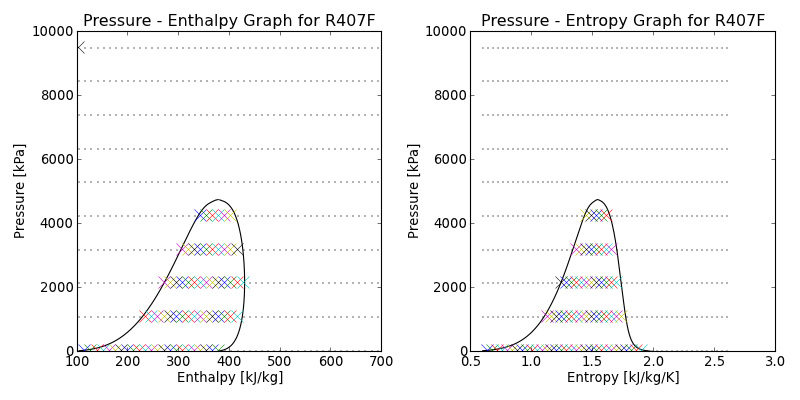 Pressure - Enthalpy Graph for R407F
10000
8000
6000
4000
2000
0
Pressure [kPa]
100 200 300 400 500 600 700
Enthalpy [kJ/kg]
Pressure - Entropy Graph for R407F
10000
8000
6000
4000
2000
0
Pressure [kPa]
0.5 1.0 1.5 2.0 2.5 3.0
Entropy [kJ/kg/K]